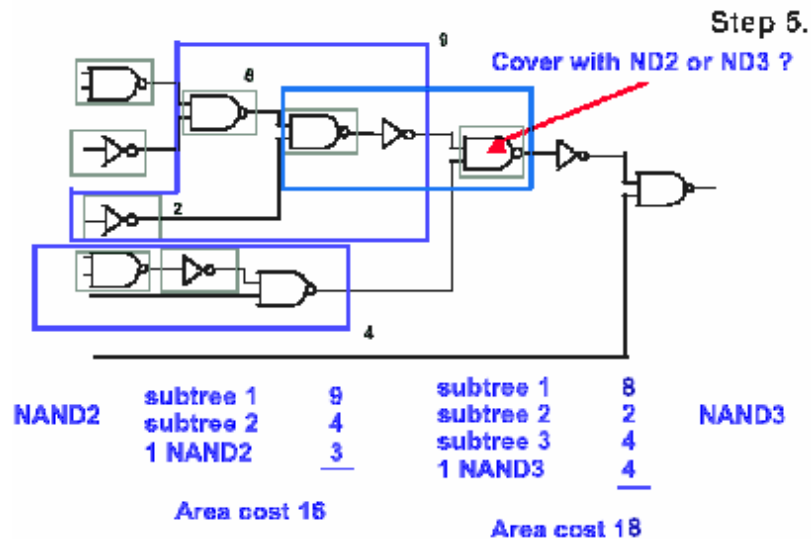 Step 5.
9
Cover with ND2 or ND3 ?
8
2
4
NAND2
subtree 1 9
subtree 2 4
1 NAND2 3
Area cost 16
subtree 1 8
subtree 2 2
subtree 3 4
1 NAND3 4
NAND3
Area cost 18